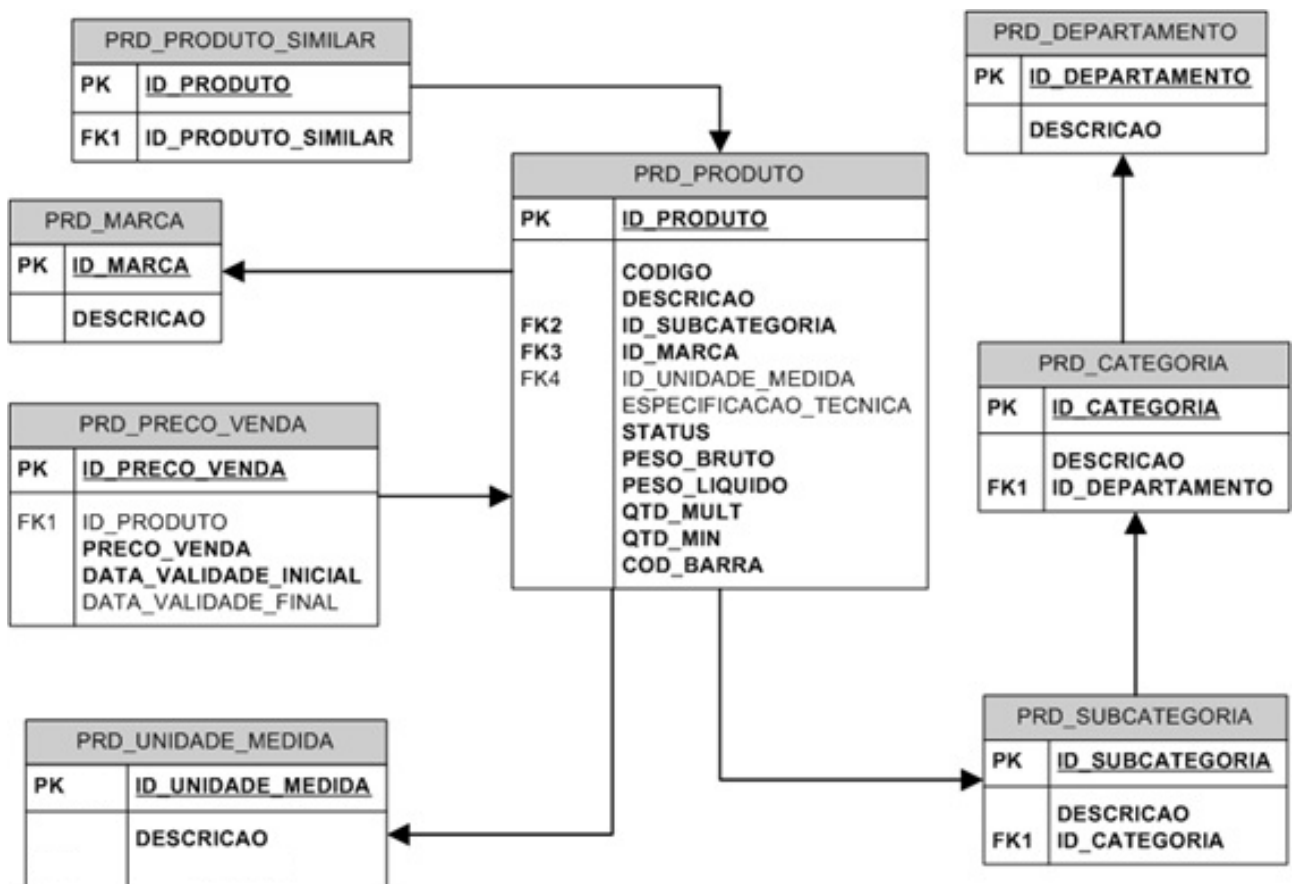 PRD_PRODUTO_SIMILAR
PK ID_PRODUTO
FK1 ID_PRODUTO_SIMILAR
PRD_MARCA
PK ID_MARCA
DESCRICAO
PRD_PRECO_VENDA
PK ID_PRECO_VENDA
FK1 ID_PRODUTO
PRECO_VENDA
DATA_VALIDADE_INICIAL
DATA_VALIDADE_FINAL
PRD_UNIDADE_MEDIDA
PK ID_UNIDADE_MEDIDA
DESCRICAO
PRD_PRODUTO
PK ID_PRODUTO
CODIGO
DESCRICAO
FK2 ID_SUBCATEGORIA
FK3 ID_MARCA
FK4 ID_UNIDADE_MEDIDA
ESPECIFICACAO_TECNICA
STATUS
PESO_BRUTO
PESO_LIQUIDO
QTD_MULT
QTD_MIN
COD_BARRA
PRD_DEPARTAMENTO
PK ID_DEPARTAMENTO
DESCRICAO
PRD_CATEGORIA
PK ID_CATEGORIA
DESCRICAO
FK1 ID_DEPARTAMENTO
PRD_SUBCATEGORIA
PK ID_SUBCATEGORIA
DESCRICAO
FK1 ID_CATEGORIA